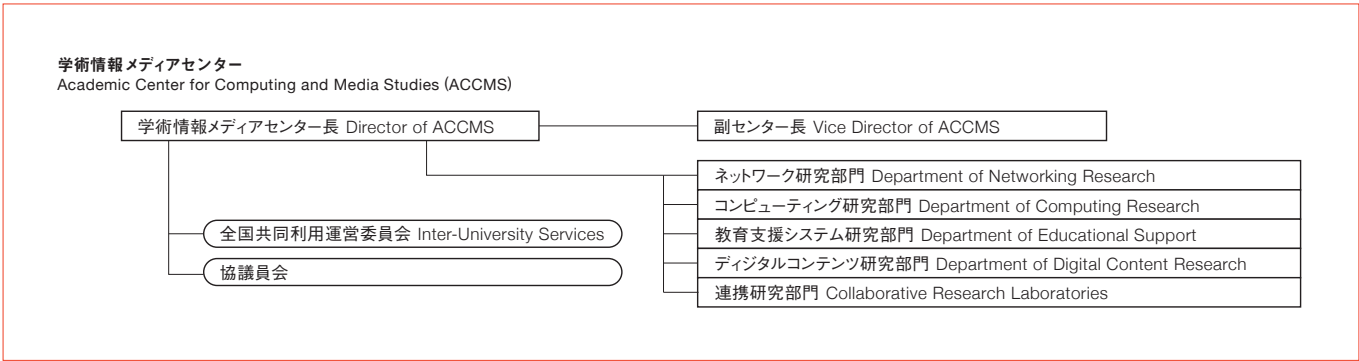 学術情報メディアセンター
Academic Center for Computing and Media Studies (ACCMS)
学術情報メディアセンター長 Director of ACCMS
副センター長 Vice Director of ACCMS
ネットワーク研究部門 Department of Networking Research
コンピューティング研究部門 Department of Computing Research
全国共同利用運営委員会 Inter-University Services
教育支援システム研究部門 Department of Educational Support
ディジタルコンテンツ研究部門 Department of Digital Content Research
協議員会
連携研究部門 Collaborative Research Laboratories